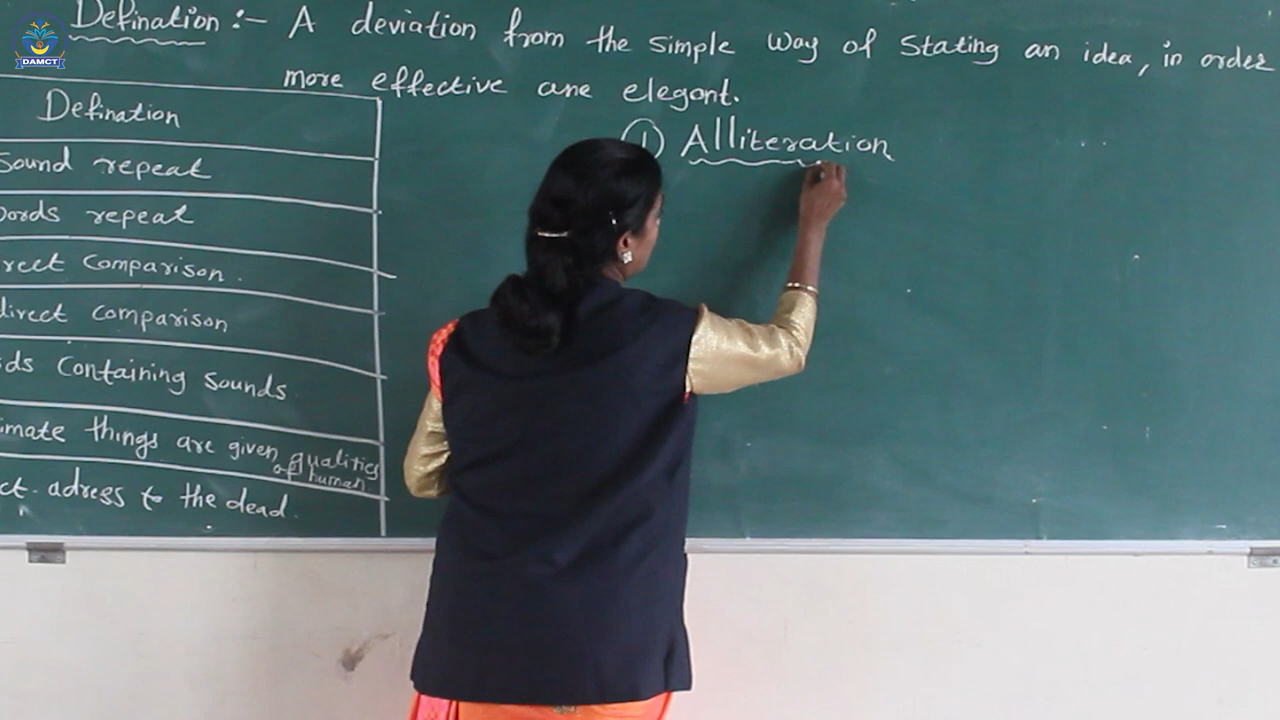 DAMCT
Defination :- A deviation from the simple way of stating an idea, in order
more effective ane elegant.
① Alliteration
Defination
Sound repeat
ords repeat
rect Comparison.
direct comparison
ds Containing Sounds
imate things are given qualities of human
ct. adress to the dead.